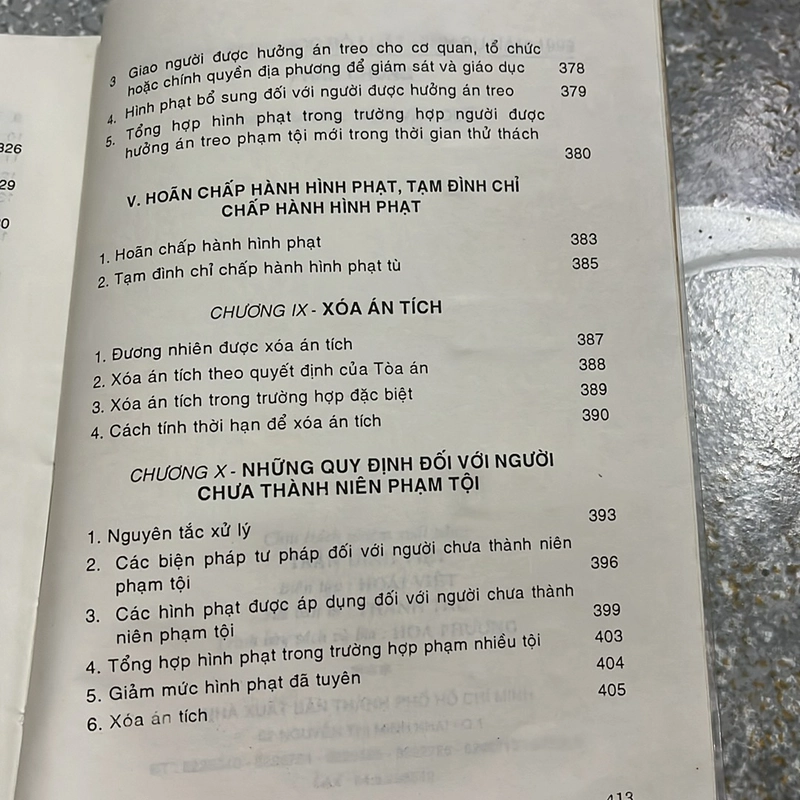 326
29
0
3 Giao người được hưởng án treo cho cơ quan, tổ chức
hoặc chính quyền địa phương để giám sát và giáo dục 378
4. Hình phạt bổ sung đối với người được hưởng án treo 379
5. Tổng hợp hình phạt trong trường hợp người được
hưởng án treo phạm tội mới trong thời gian thử thách
380
V. HOÃN CHẤP HÀNH HÌNH PHẠT, TẠM ĐÌNH CHỈ
CHẤP HÀNH HÌNH PHẠT
1. Hoãn chấp hành hình phạt 383
2. Tạm đình chỉ chấp hành hình phạt tù 385
CHƯƠNG IX - XÓA ÁN TÍCH
1. Đương nhiên được xóa án tích 387
2. Xóa án tích theo quyết định của Tòa án 388
3. Xóa án tích trong trường hợp đặc biệt 389
4. Cách tính thời hạn để xóa án tích 390
CHƯƠNG X - NHỮNG QUY ĐỊNH ĐỐI VỚI NGƯỜI
CHƯA THÀNH NIÊN PHẠM TỘI
1. Nguyên tắc xử lý 393
2. Các biện pháp tư pháp đối với người chưa thành niên
phạm tội 396
3. Các hình phạt được áp dụng đối với người chưa thành
niên phạm tội 399
4. Tổng hợp hình phạt trong trường hợp phạm nhiều tội 403
5. Giảm mức hình phạt đã tuyên 404
6. Xóa án tích 405
413